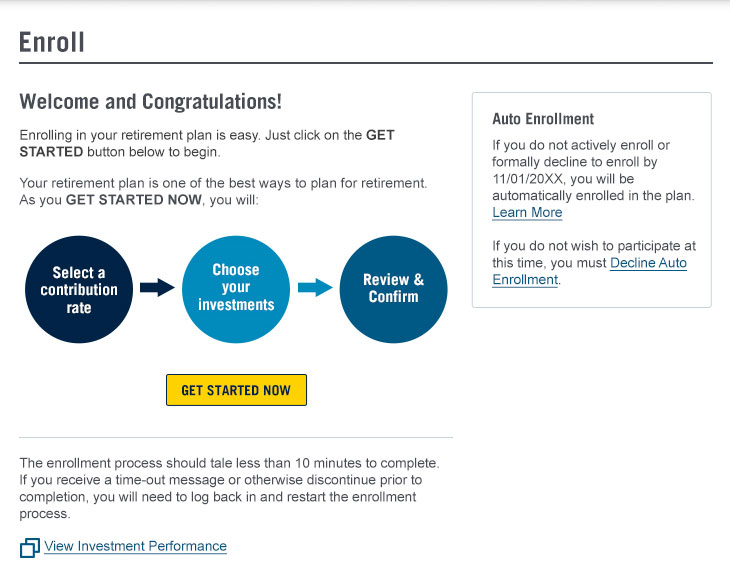 Enroll
Welcome and Congratulations!
Enrolling in your retirement plan is easy. Just click on the GET
STARTED button below to begin.
Your retirement plan is one of the best ways to plan for retirement.
As you GET STARTED NOW, you will:
Select a
contribution
rate
Choose
your
investments
Review &
Confirm
GET STARTED NOW
The enrollment process should tale less than 10 minutes to complete.
If you receive a time-out message or otherwise discontinue prior to
completion, you will need to log back in and restart the enrollment
process.
View Investment Performance
Auto Enrollment
If you do not actively enroll or
formally decline to enroll by
11/01/20XX, you will be
automatically enrolled in the plan.
Learn More
If you do not wish to participate at
this time, you must Decline Auto
Enrollment.